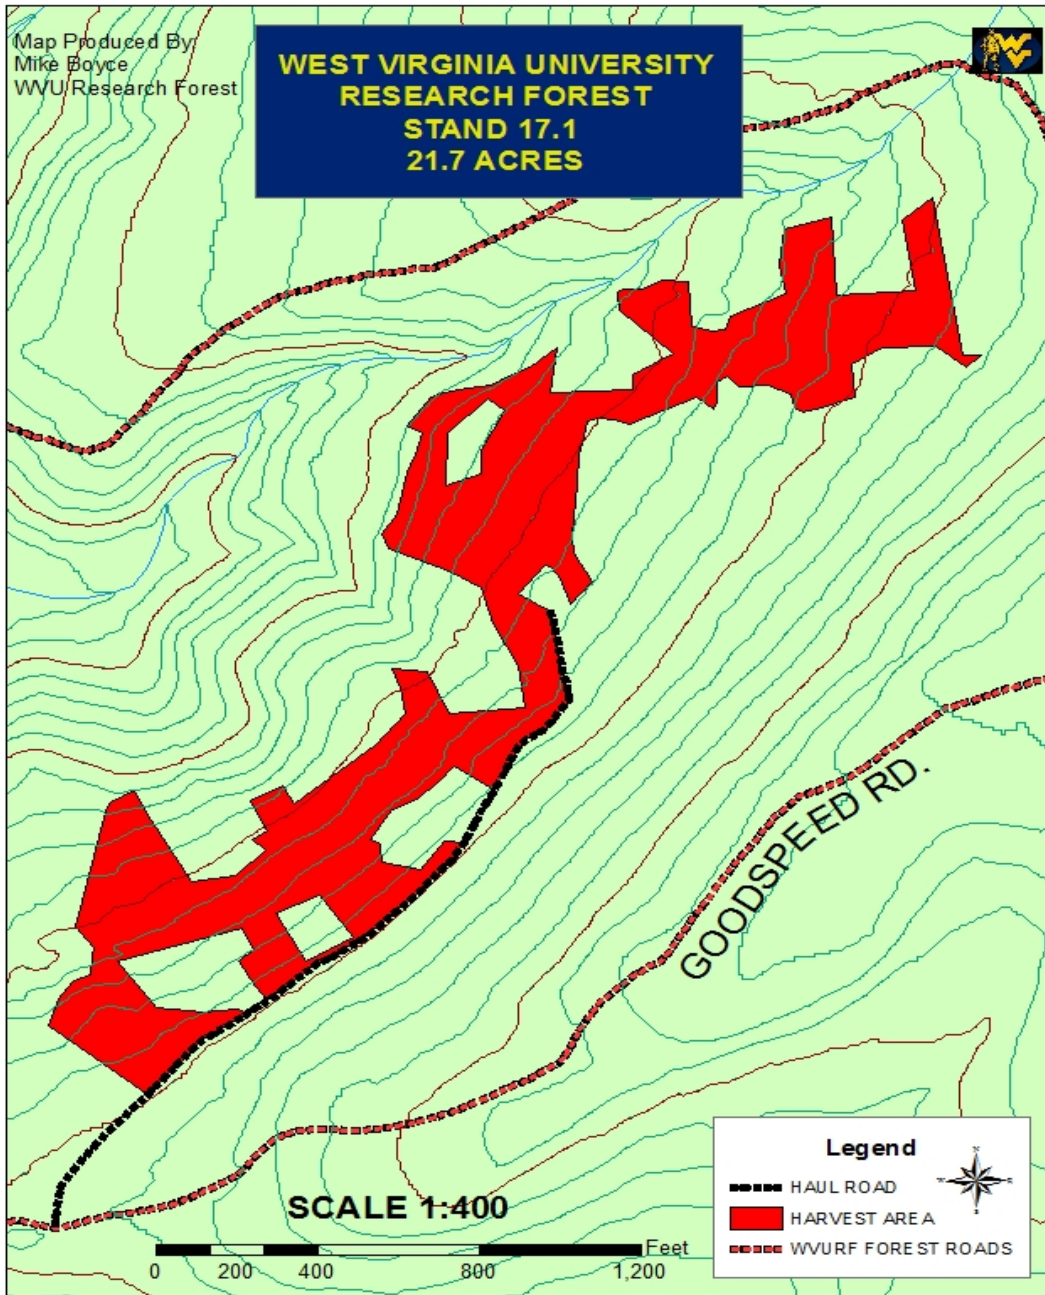 Map Produced By:
Mike Boyce
WVU Research Forest
WEST VIRGINIA UNIVERSITY
RESEARCH FOREST
STAND 17.1
21.7 ACRES
WV
GOODSPEED RD.
SCALE 1:400
Feet
0 200 400 800 1,200
Legend
N
W E
S
HAUL ROAD
HARVEST AREA
WVURF FOREST ROADS